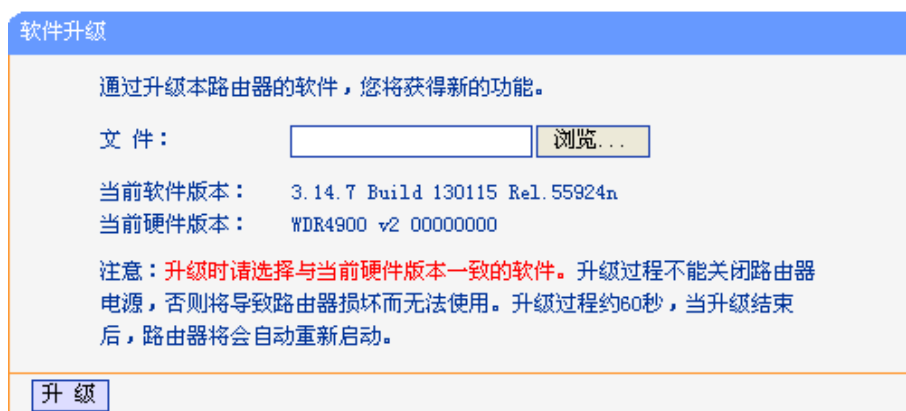 软件升级
通过升级本路由器的软件，您将获得新的功能。
文 件： 浏览...
当前软件版本： 3.14.7 Build 130115 Rel.55924n
当前硬件版本： WDR4900 v2 00000000
注意：升级时请选择与当前硬件版本一致的软件。升级过程不能关闭路由器
电源，否则将导致路由器损坏而无法使用。升级过程约60秒，当升级结束
后，路由器将会自动重新启动。
升 级